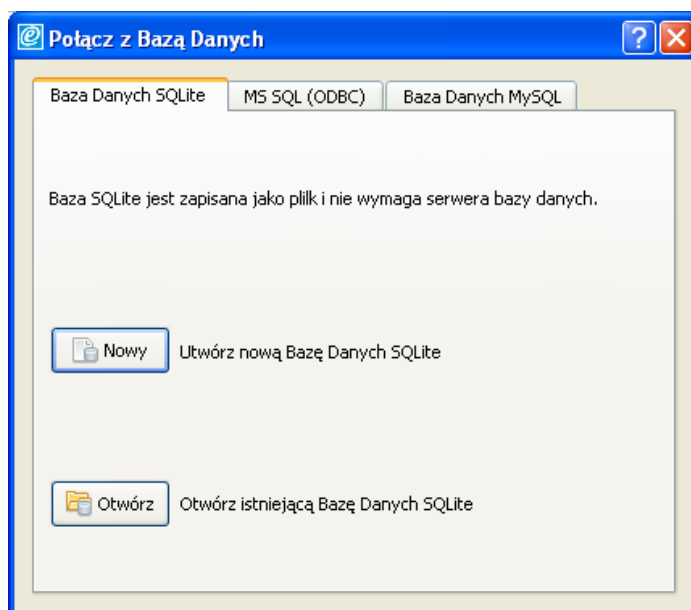 Połącz z Bazą Danych
Baza Danych SQLite
MS SQL (ODBC)
Baza Danych MySQL
Baza SQLite jest zapisana jako plilk i nie wymaga serwera bazy danych.
Nowy
Utwórz nową Bazę Danych SQLite
Otwórz
Otwórz istniejącą Bazę Danych SQLite